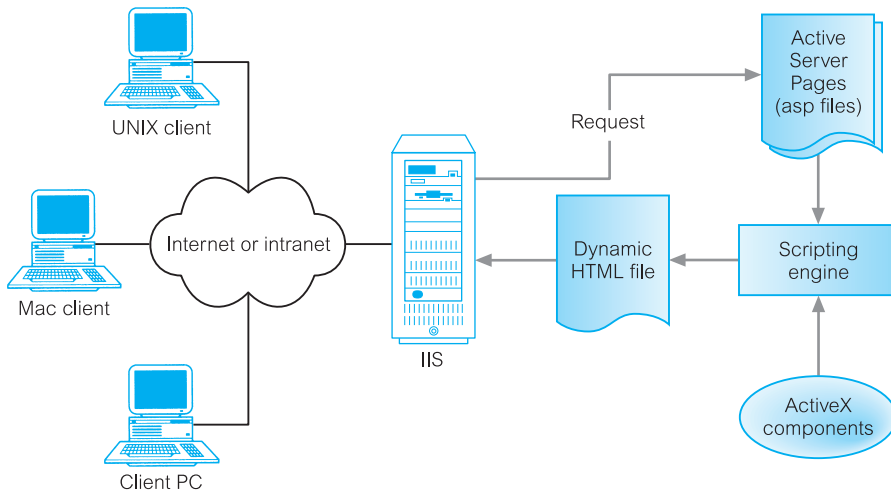 UNIX client
Mac client
Client PC
Internet or intranet
IIS
Request
Active
Server
Pages
(asp files)
Dynamic
HTML file
Scripting
engine
ActiveX
components